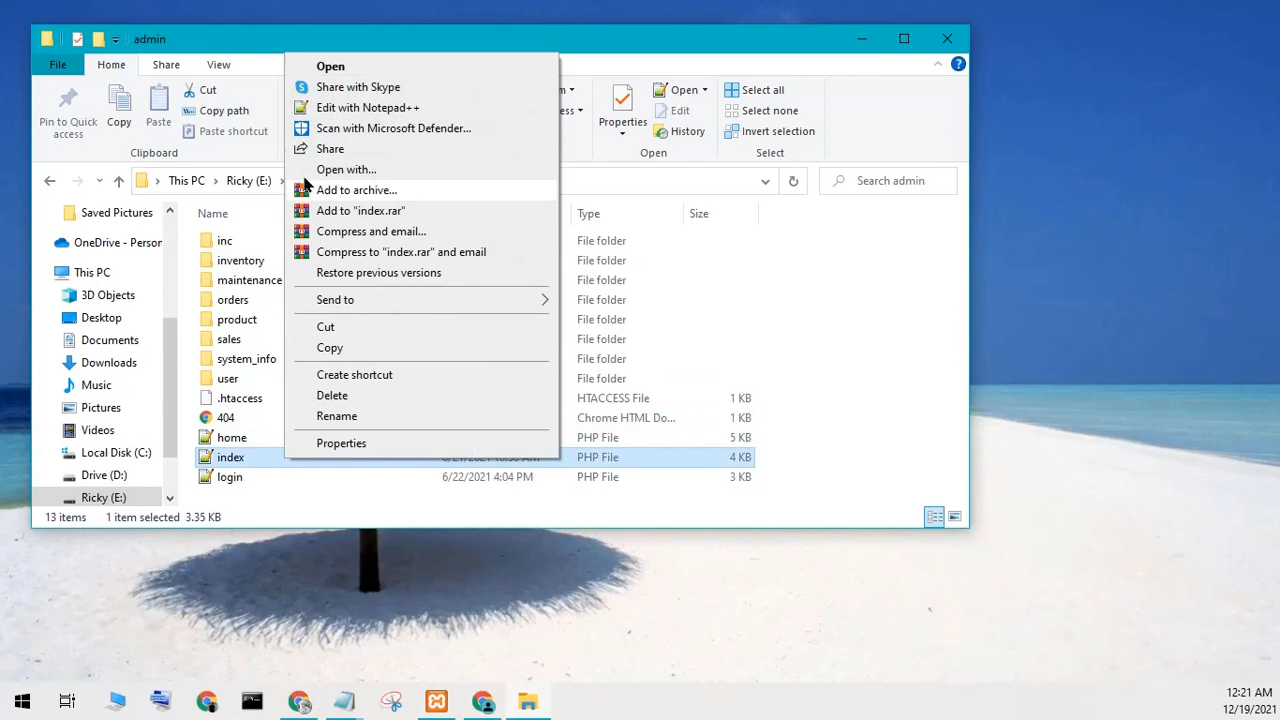 admin
File Home Share View
Pin to Quick access
Copy
Paste
Cut
Copy path
Paste shortcut
Clipboard
Properties
Open
Edit
History
Open
Select all
Select none
Invert selection
Select
This PC
Ricky (E:)
Search admin
Saved Pictures
OneDrive - Person
This PC
3D Objects
Desktop
Documents
Downloads
Music
Pictures
Videos
Local Disk (C:)
Drive (D:)
Ricky (E:)
Name Type Size
inc File folder
inventory File folder
maintenance File folder
orders File folder
product File folder
sales File folder
system_info File folder
user File folder
.htaccess HTACCESS File 1 KB
404 Chrome HTML Do... 1 KB
home PHP File 5 KB
index PHP File 4 KB
login 6/22/2021 4:04 PM PHP File 3 KB
13 items 1 item selected 3.35 KB
Open
Share with Skype
Edit with Notepad++
Scan with Microsoft Defender...
Share
Open with...
Add to archive...
Add to "index.rar"
Compress and email...
Compress to "index.rar" and email
Restore previous versions
Send to
Cut
Copy
Create shortcut
Delete
Rename
Properties
12:21 AM
12/19/2021